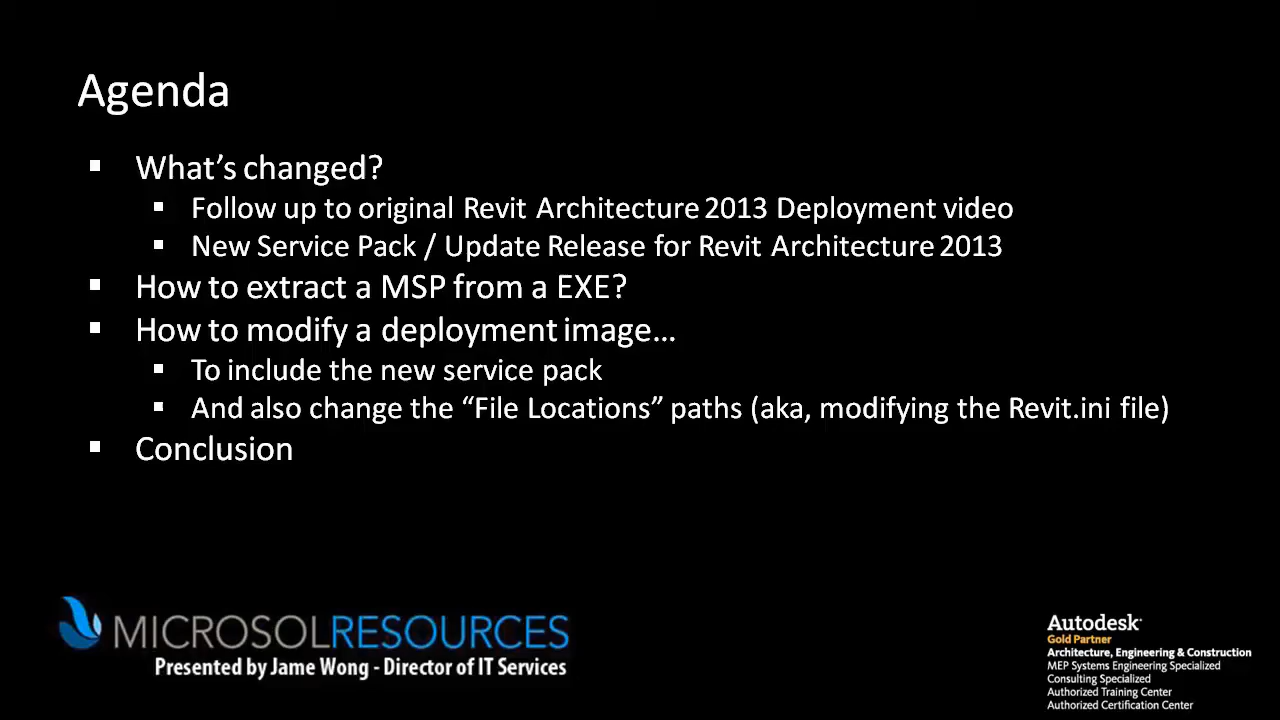 Agenda
What's changed?
Follow up to original Revit Architecture 2013 Deployment video
New Service Pack / Update Release for Revit Architecture 2013
How to extract a MSP from a EXE?
How to modify a deployment image…
To include the new service pack
And also change the “File Locations” paths (aka, modifying the Revit.ini file)
Conclusion
MICROSOLRESOURCES
Presented by Jame Wong - Director of IT Services
Autodesk
Gold Partner
Architecture, Engineering & Construction
MEP Systems Engineering Specialized
Consulting Specialized
Authorized Training Center
Authorized Certification Center